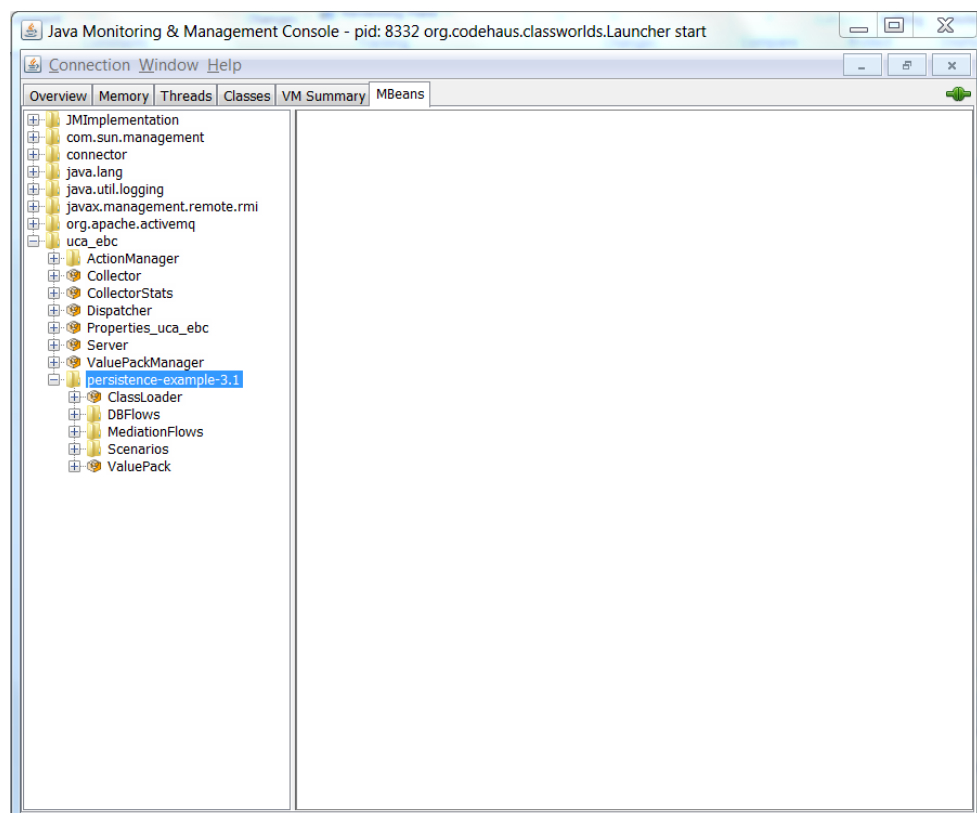 Java Monitoring & Management Console - pid: 8332 org.codehaus.classworlds.Launcher start
Connection Window Help
Overview Memory Threads Classes VM Summary MBeans
JMImplementation
com.sun.management
connector
java.lang
java.util.logging
javax.management.remote.rmi
org.apache.activemq
uca_ebc
ActionManager
Collector
CollectorStats
Dispatcher
Properties_uca_ebc
Server
ValuePackManager
persistence-example-3.1
ClassLoader
DBFlows
MediationFlows
Scenarios
ValuePack